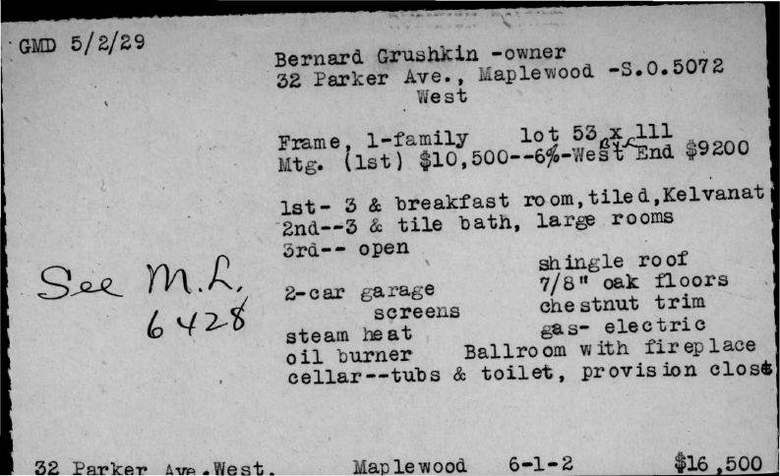 GMD 5/2/29
Bernard Grushkin -owner
32 Parker Ave., Maplewood -S.O.5072
West
Frame, 1-family lot 53 x 111
Mtg. (1st) $10,500--6%-West End $9200
1st- 3 & breakfast room,tiled,Kelvanat
2nd--3 & tile bath, large rooms
3rd-- open
shingle roof
2-car garage 7/8" oak floors
screens chestnut trim
steam heat gas- electric
oil burner Ballroom with fireplace
cellar--tubs & toilet, provision closet
See M.L.
6428
32 Parker Ave.West. Maplewood 6-1-2 $16,500